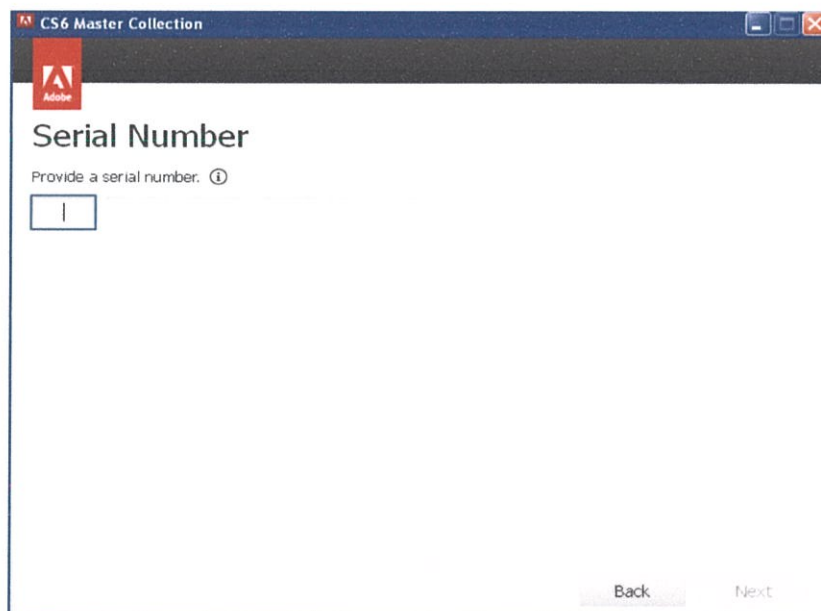 CS6 Master Collection
Adobe
Serial Number
Provide a serial number.
Back
Next